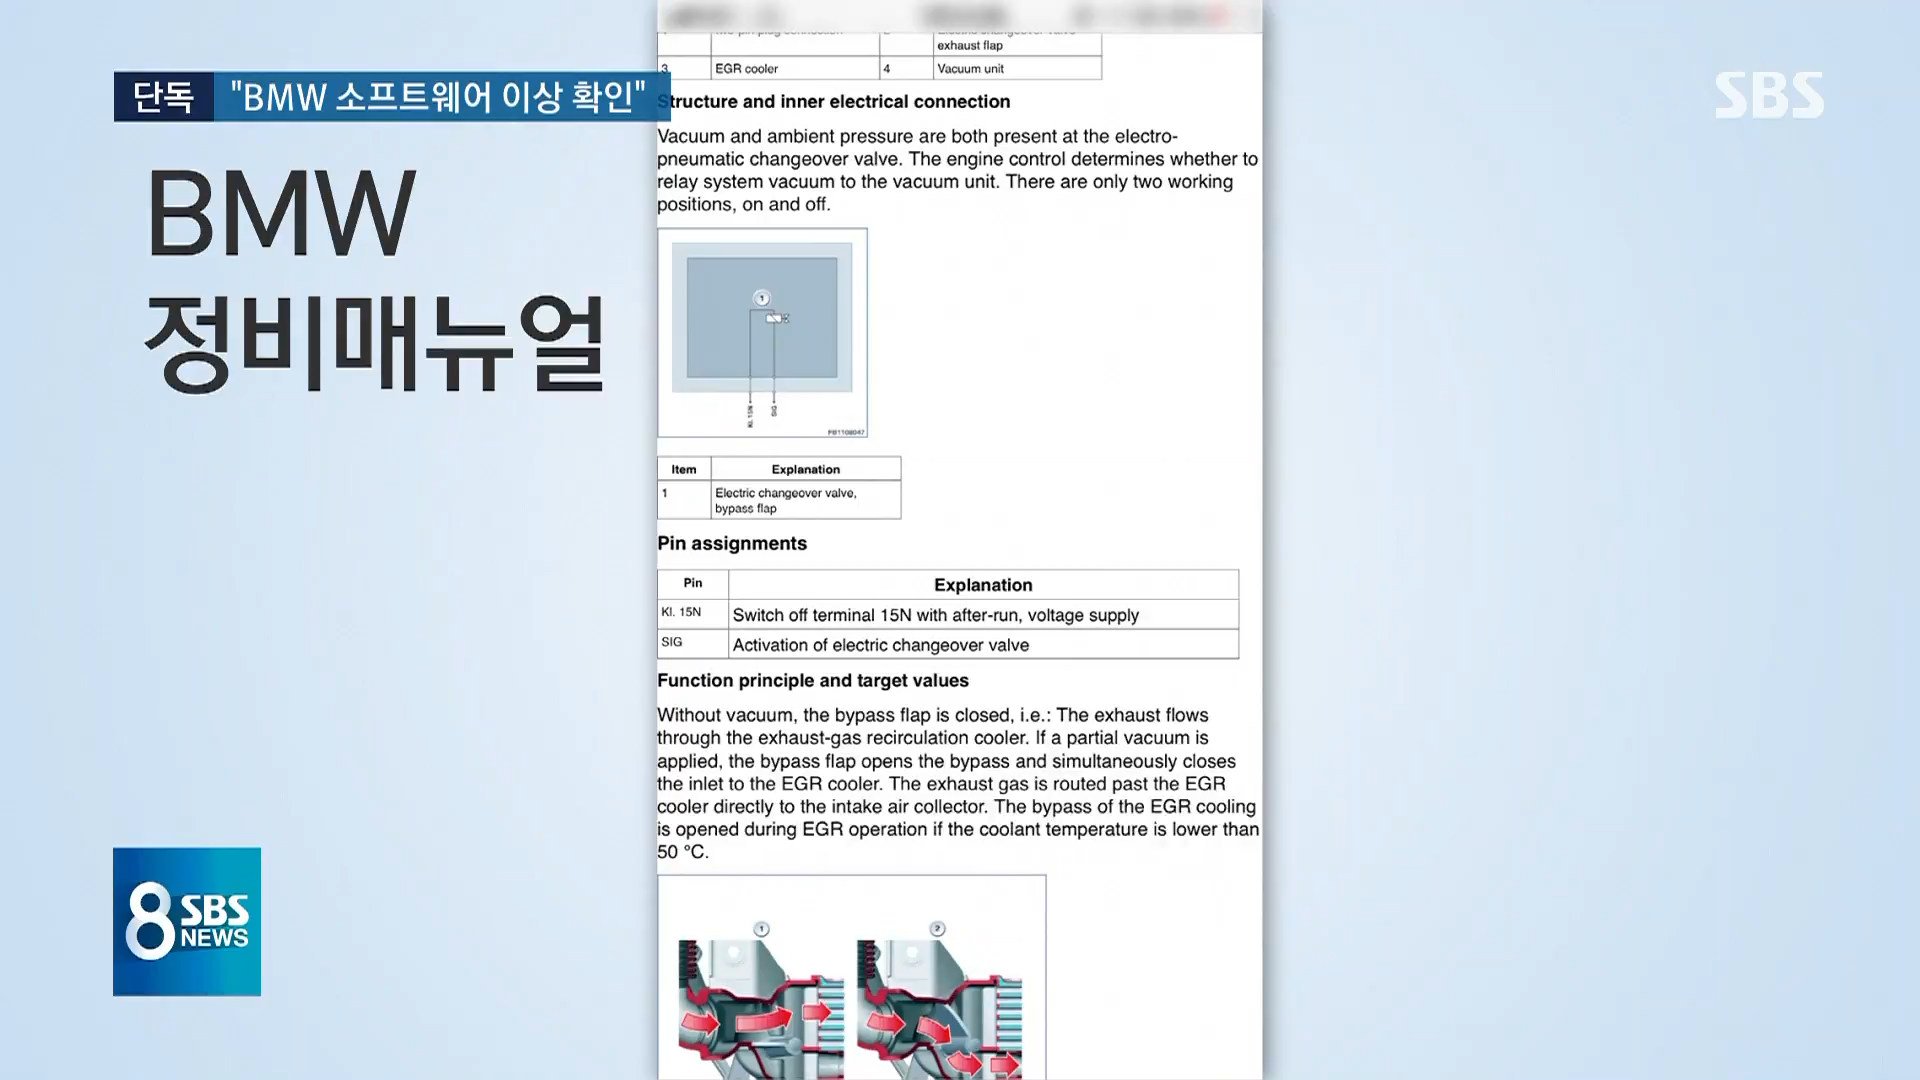 단독 "BMW 소프트웨어 이상 확인"
SBS
BMW
정비매뉴얼
exhaust flap
3 EGR cooler 4 Vacuum unit
Structure and inner electrical connection
Vacuum and ambient pressure are both present at the electro-
pneumatic changeover valve. The engine control determines whether to
relay system vacuum to the vacuum unit. There are only two working
positions, on and off.
1
Kl. 15N SIG
Item Explanation
1 Electric changeover valve,
bypass flap
Pin assignments
Pin Explanation
Kl. 15N Switch off terminal 15N with after-run, voltage supply
SIG Activation of electric changeover valve
Function principle and target values
Without vacuum, the bypass flap is closed, i.e.: The exhaust flows
through the exhaust-gas recirculation cooler. If a partial vacuum is
applied, the bypass flap opens the bypass and simultaneously closes
the inlet to the EGR cooler. The exhaust gas is routed past the EGR
cooler directly to the intake air collector. The bypass of the EGR cooling
is opened during EGR operation if the coolant temperature is lower than
50 °C.
1 2
8 SBS
NEWS